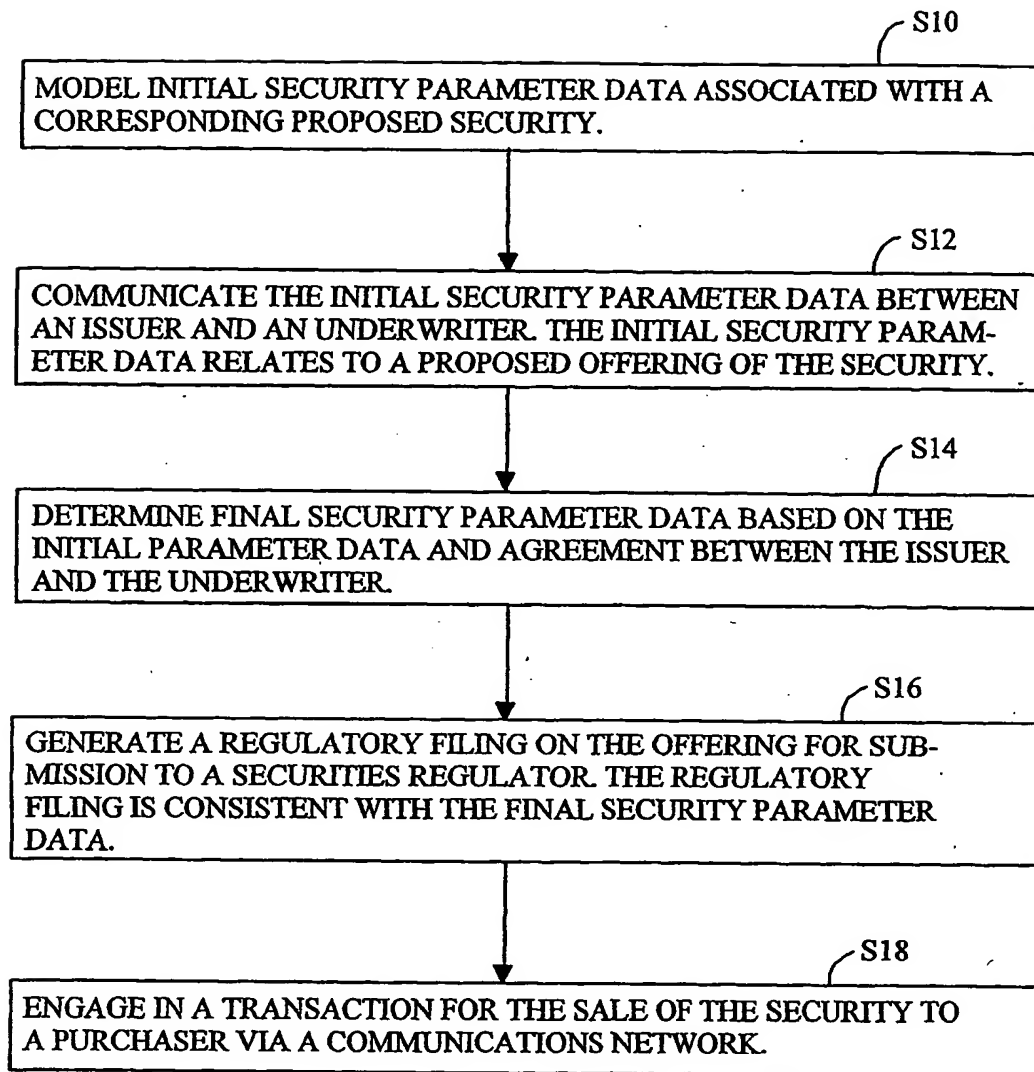 S10
MODEL INITIAL SECURITY PARAMETER DATA ASSOCIATED WITH A
CORRESPONDING PROPOSED SECURITY.
S12
COMMUNICATE THE INITIAL SECURITY PARAMETER DATA BETWEEN
AN ISSUER AND AN UNDERWRITER. THE INITIAL SECURITY PARAM-
ETER DATA RELATES TO A PROPOSED OFFERING OF THE SECURITY.
S14
DETERMINE FINAL SECURITY PARAMETER DATA BASED ON THE
INITIAL PARAMETER DATA AND AGREEMENT BETWEEN THE ISSUER
AND THE UNDERWRITER.
S16
GENERATE A REGULATORY FILING ON THE OFFERING FOR SUB-
MISSION TO A SECURITIES REGULATOR. THE REGULATORY
FILING IS CONSISTENT WITH THE FINAL SECURITY PARAMETER
DATA.
S18
ENGAGE IN A TRANSACTION FOR THE SALE OF THE SECURITY TO
A PURCHASER VIA A COMMUNICATIONS NETWORK.